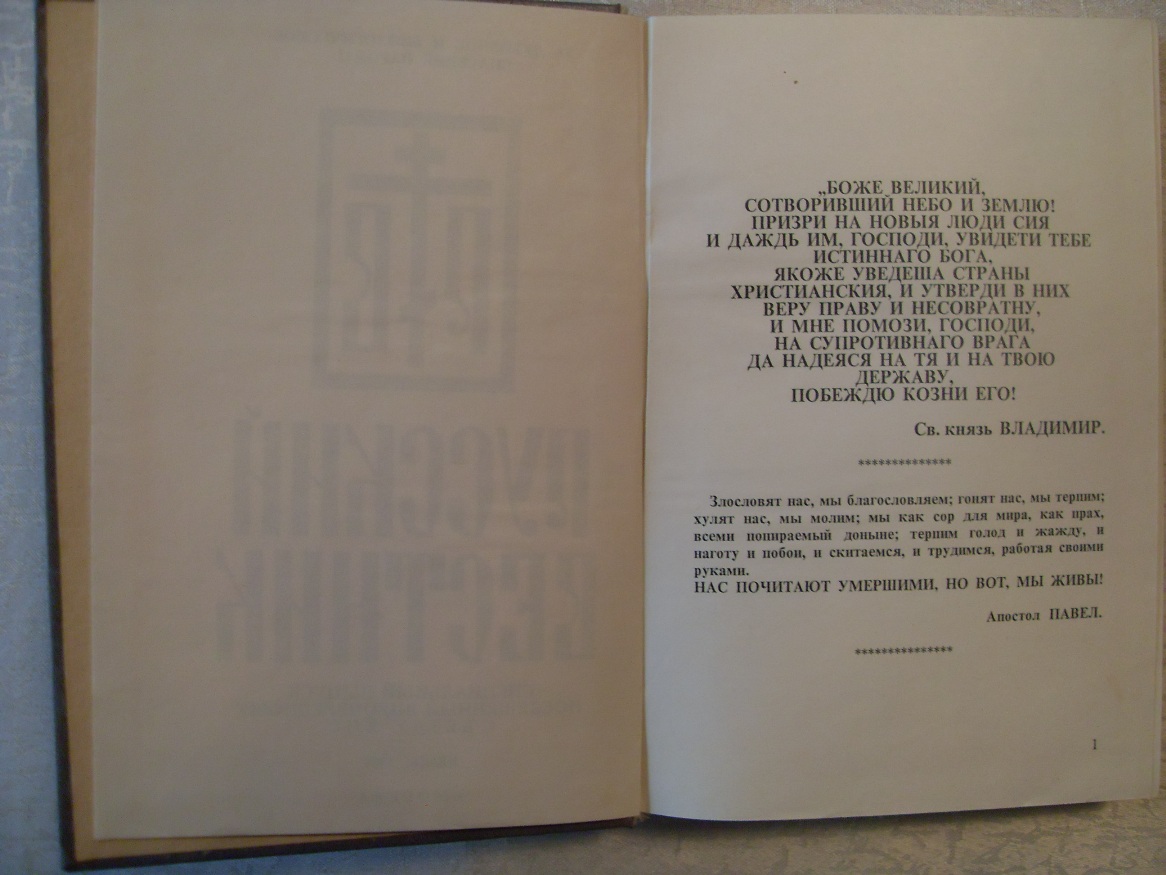 РУССКИЙ
ВЕСТНИК
„БОЖЕ ВЕЛИКИЙ,
СОТВОРИВШИЙ НЕБО И ЗЕМЛЮ!
ПРИЗРИ НА НОВЫЯ ЛЮДИ СИЯ
И ДАЖДЬ ИМ, ГОСПОДИ, УВИДЕТИ ТЕБЕ
ИСТИННАГО БОГА,
ЯКОЖЕ УВЕДЕША СТРАНЫ
ХРИСТИАНСКИЯ, И УТВЕРДИ В НИХ
ВЕРУ ПРАВУ И НЕСОВРАТНУ,
И МНЕ ПОМОЗИ, ГОСПОДИ,
НА СУПРОТИВНАГО ВРАГА
ДА НАДЕЯСЯ НА ТЯ И НА ТВОЮ
ДЕРЖАВУ,
ПОБЕЖДЮ КОЗНИ ЕГО!
Св. князь ВЛАДИМИР.
**************
Злословят нас, мы благословляем; гонят нас, мы терпим;
хулят нас, мы молим; мы как сор для мира, как прах,
всеми попираемый доныне; терпим голод и жажду, и
наготу и побои, и скитаемся, и трудимся, работая своими
руками.
НАС ПОЧИТАЮТ УМЕРШИМИ, НО ВОТ, МЫ ЖИВЫ!
Апостол ПАВЕЛ.
***************
1